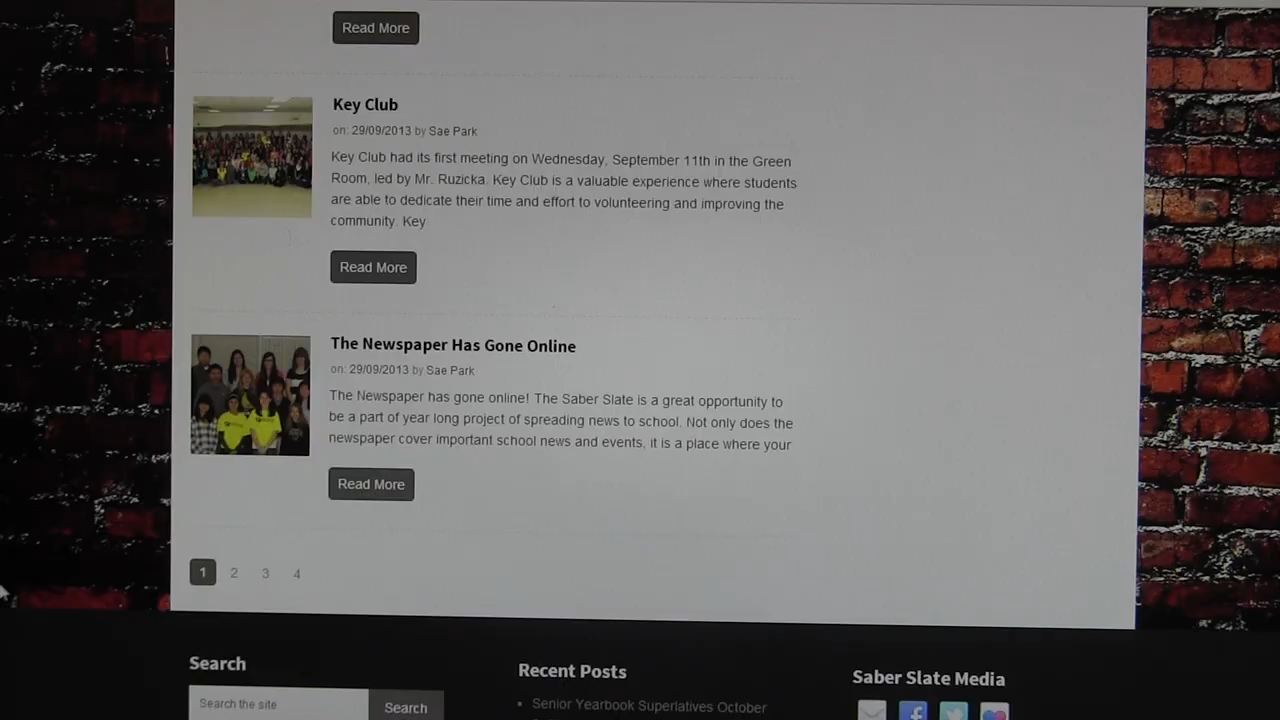 Read More
Key Club
on: 29/09/2013 by Sae Park
Key Club had its first meeting on Wednesday, September 11th in the Green
Room, led by Mr. Ruzicka. Key Club is a valuable experience where students
are able to dedicate their time and effort to volunteering and improving the
community. Key
Read More
The Newspaper Has Gone Online
on: 29/09/2013 by Sae Park
The Newspaper has gone online! The Saber Slate is a great opportunity to
be a part of year long project of spreading news to school. Not only does the
newspaper cover important school news and events, it is a place where your
Read More
1 2 3 4
Search
Search the site
Search
Recent Posts
Senior Yearbook Superlatives October
Saber Slate Media